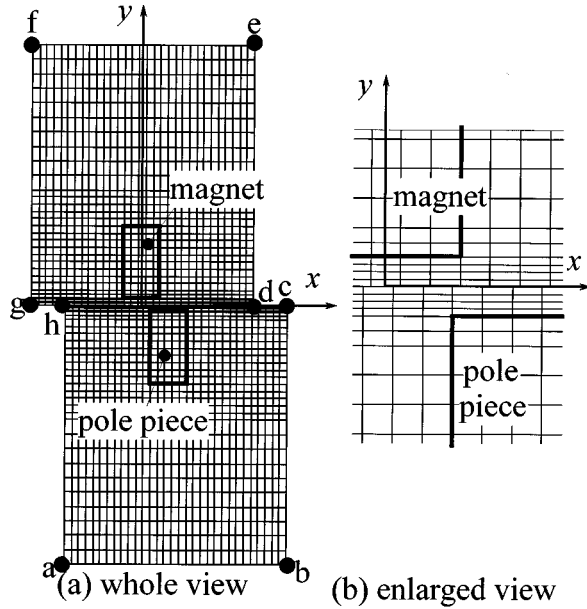 y
f
e
magnet
x
g
h
d
c
pole piece
a
b
(a) whole view
y
magnet
x
pole
piece
(b) enlarged view